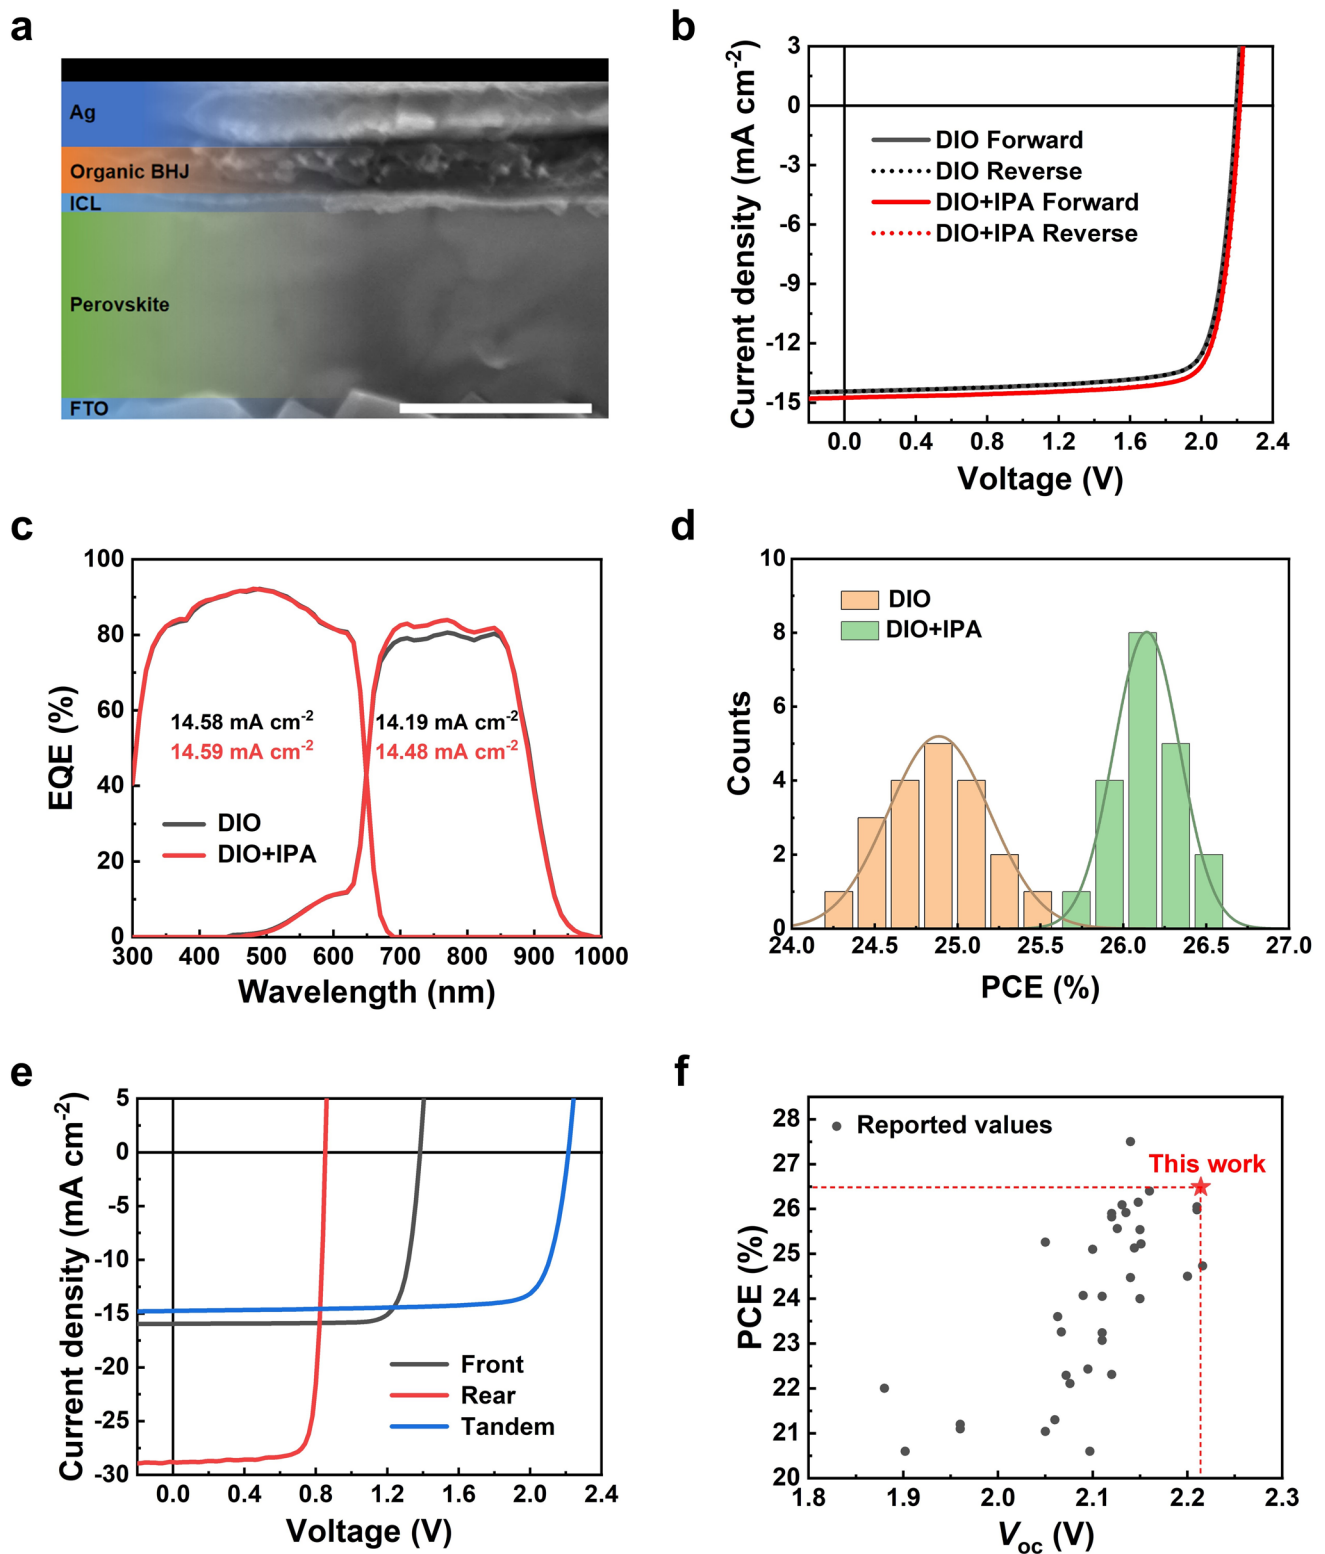 a
Ag
Organic BHJ
ICL
Perovskite
FTO
b
Current density (mA cm⁻²)
3
0
-3
-6
-9
-12
-15
DIO Forward
DIO Reverse
DIO+IPA Forward
DIO+IPA Reverse
0.0 0.4 0.8 1.2 1.6 2.0 2.4
Voltage (V)
c
EQE (%)
100
80
60
40
20
0
14.58 mA cm⁻² 14.19 mA cm⁻²
14.59 mA cm⁻² 14.48 mA cm⁻²
DIO
DIO+IPA
300 400 500 600 700 800 900 1000
Wavelength (nm)
d
Counts
10
8
6
4
2
0
DIO
DIO+IPA
24.0 24.5 25.0 25.5 26.0 26.5 27.0
PCE (%)
e
Current density (mA cm⁻²)
5
0
-5
-10
-15
-20
-25
-30
Front
Rear
Tandem
0.0 0.4 0.8 1.2 1.6 2.0 2.4
Voltage (V)
f
PCE (%)
28
27
26
25
24
23
22
21
20
Reported values
This work
1.8 1.9 2.0 2.1 2.2 2.3
Voc (V)